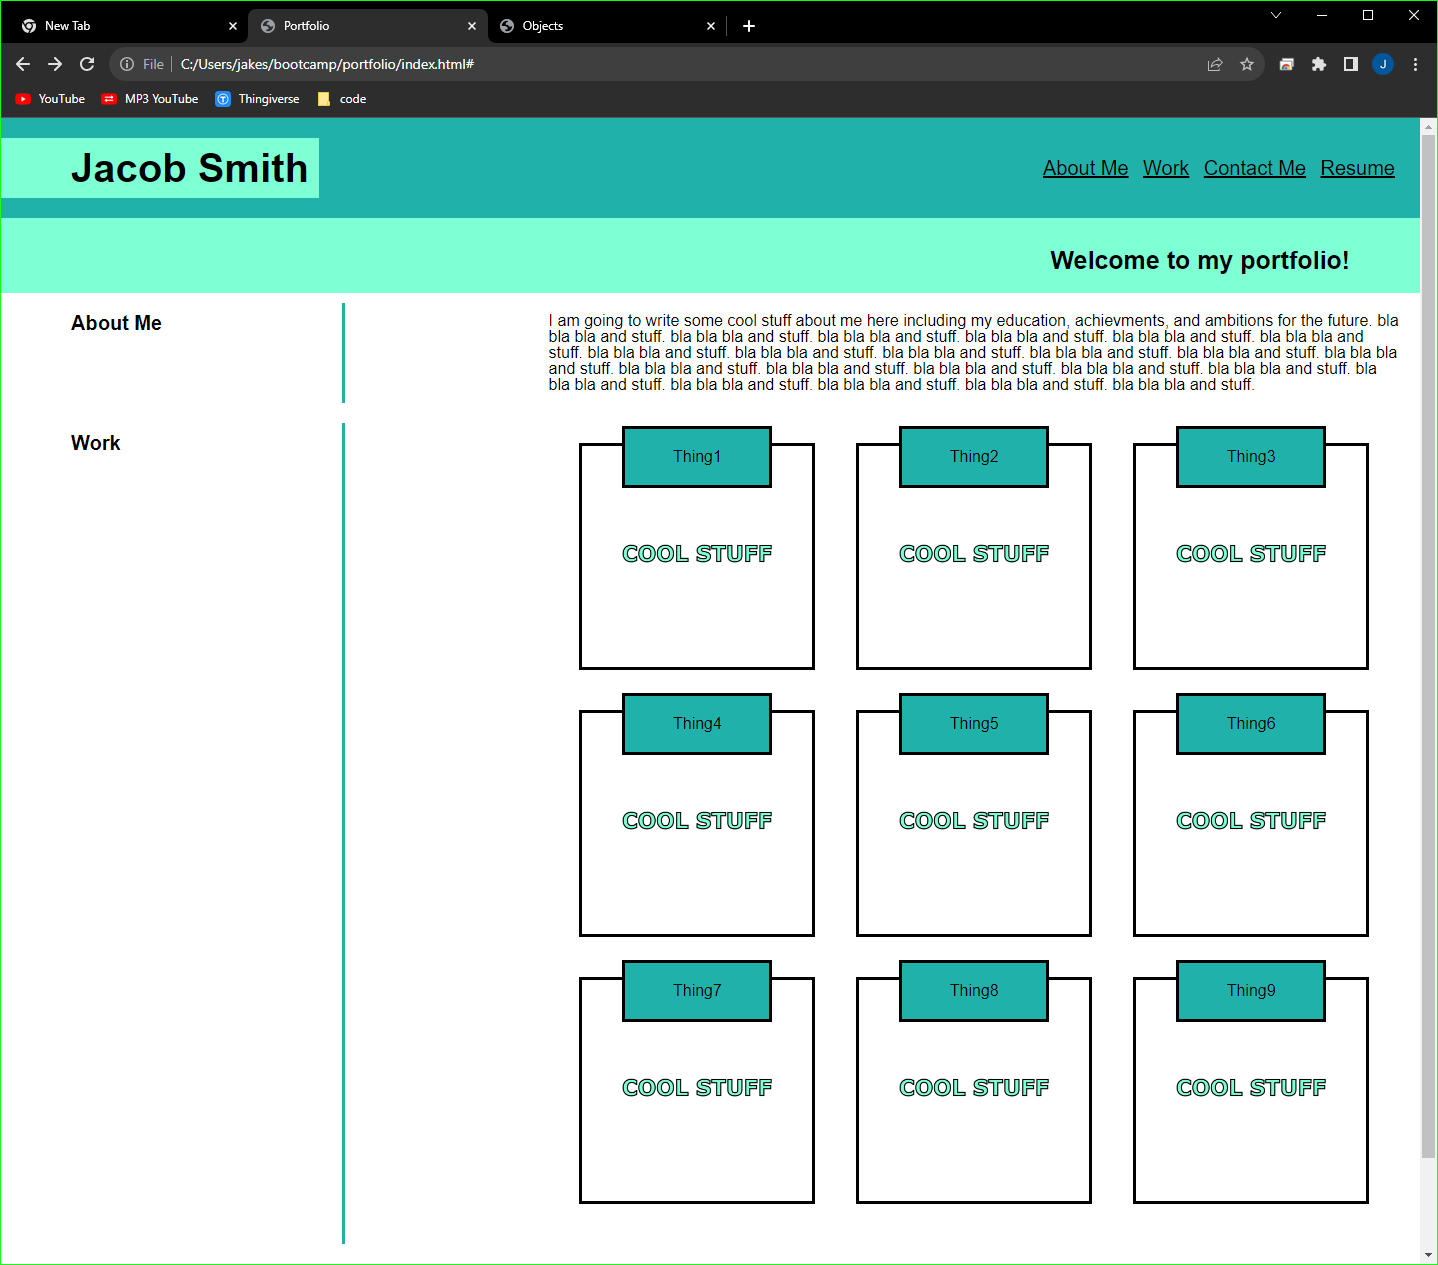 New Tab
Portfolio
Objects
File
C:/Users/jakes/bootcamp/portfolio/index.html#
J
YouTube
MP3 YouTube
Thingiverse
code
Jacob Smith
About Me Work Contact Me Resume
Welcome to my portfolio!
About Me
I am going to write some cool stuff about me here including my education, achievments, and ambitions for the future. bla
bla bla and stuff. bla bla bla and stuff. bla bla bla and stuff. bla bla bla and stuff. bla bla bla and stuff. bla bla bla and
stuff. bla bla bla and stuff. bla bla bla and stuff. bla bla bla and stuff. bla bla bla and stuff. bla bla bla and stuff. bla bla bla
and stuff. bla bla bla and stuff. bla bla bla and stuff. bla bla bla and stuff. bla bla bla and stuff. bla bla bla and stuff. bla
bla bla and stuff. bla bla bla and stuff. bla bla bla and stuff. bla bla bla and stuff. bla bla bla and stuff.
Work
Thing1
Thing2
Thing3
COOL STUFF
COOL STUFF
COOL STUFF
Thing4
Thing5
Thing6
COOL STUFF
COOL STUFF
COOL STUFF
Thing7
Thing8
Thing9
COOL STUFF
COOL STUFF
COOL STUFF